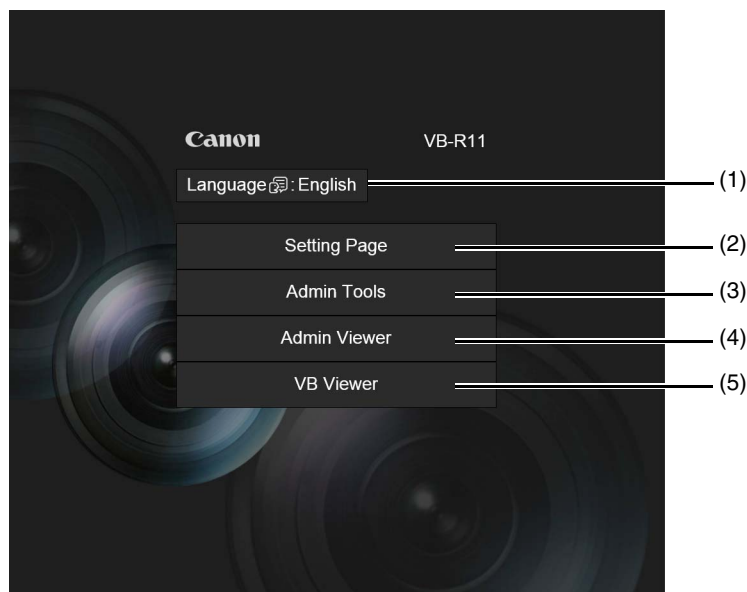 Canon VB-R11
Language: English (1)
Setting Page (2)
Admin Tools (3)
Admin Viewer (4)
VB Viewer (5)